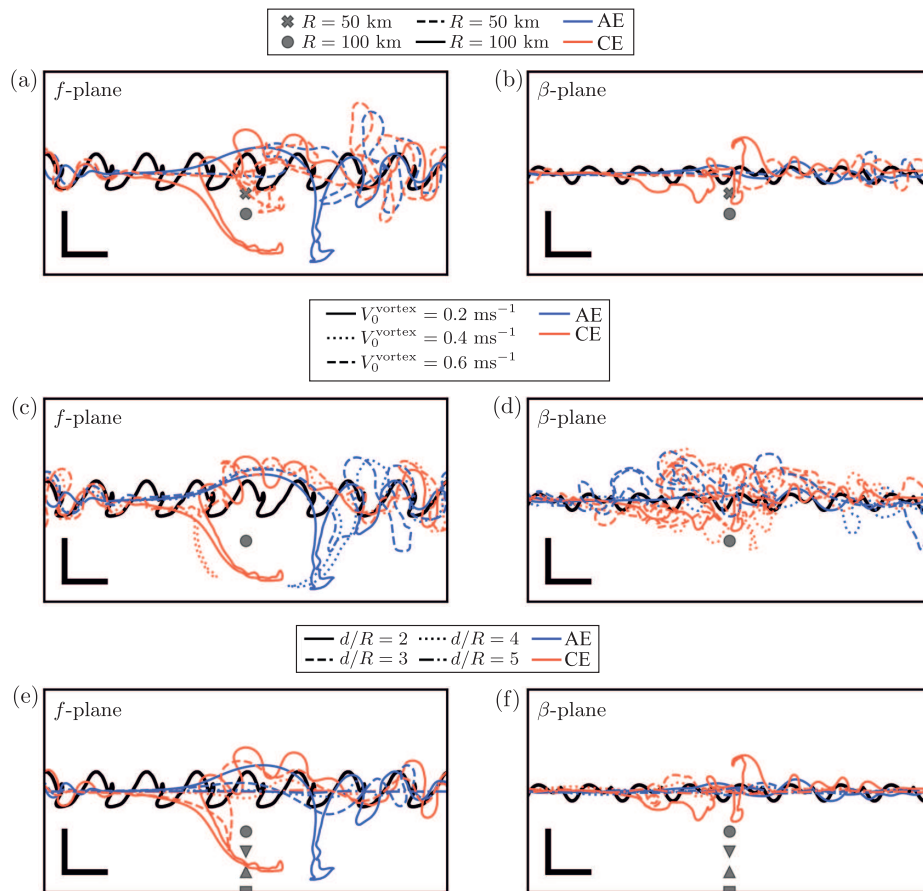 R = 50 km R = 50 km AE
R = 100 km R = 100 km CE
(a) f-plane
(b) β-plane
V₀ᵛᵒʳᵗᵉˣ = 0.2 ms⁻¹ AE
V₀ᵛᵒʳᵗᵉˣ = 0.4 ms⁻¹ CE
V₀ᵛᵒʳᵗᵉˣ = 0.6 ms⁻¹
(c) f-plane
(d) β-plane
d/R = 2 d/R = 4 AE
d/R = 3 d/R = 5 CE
(e) f-plane
(f) β-plane